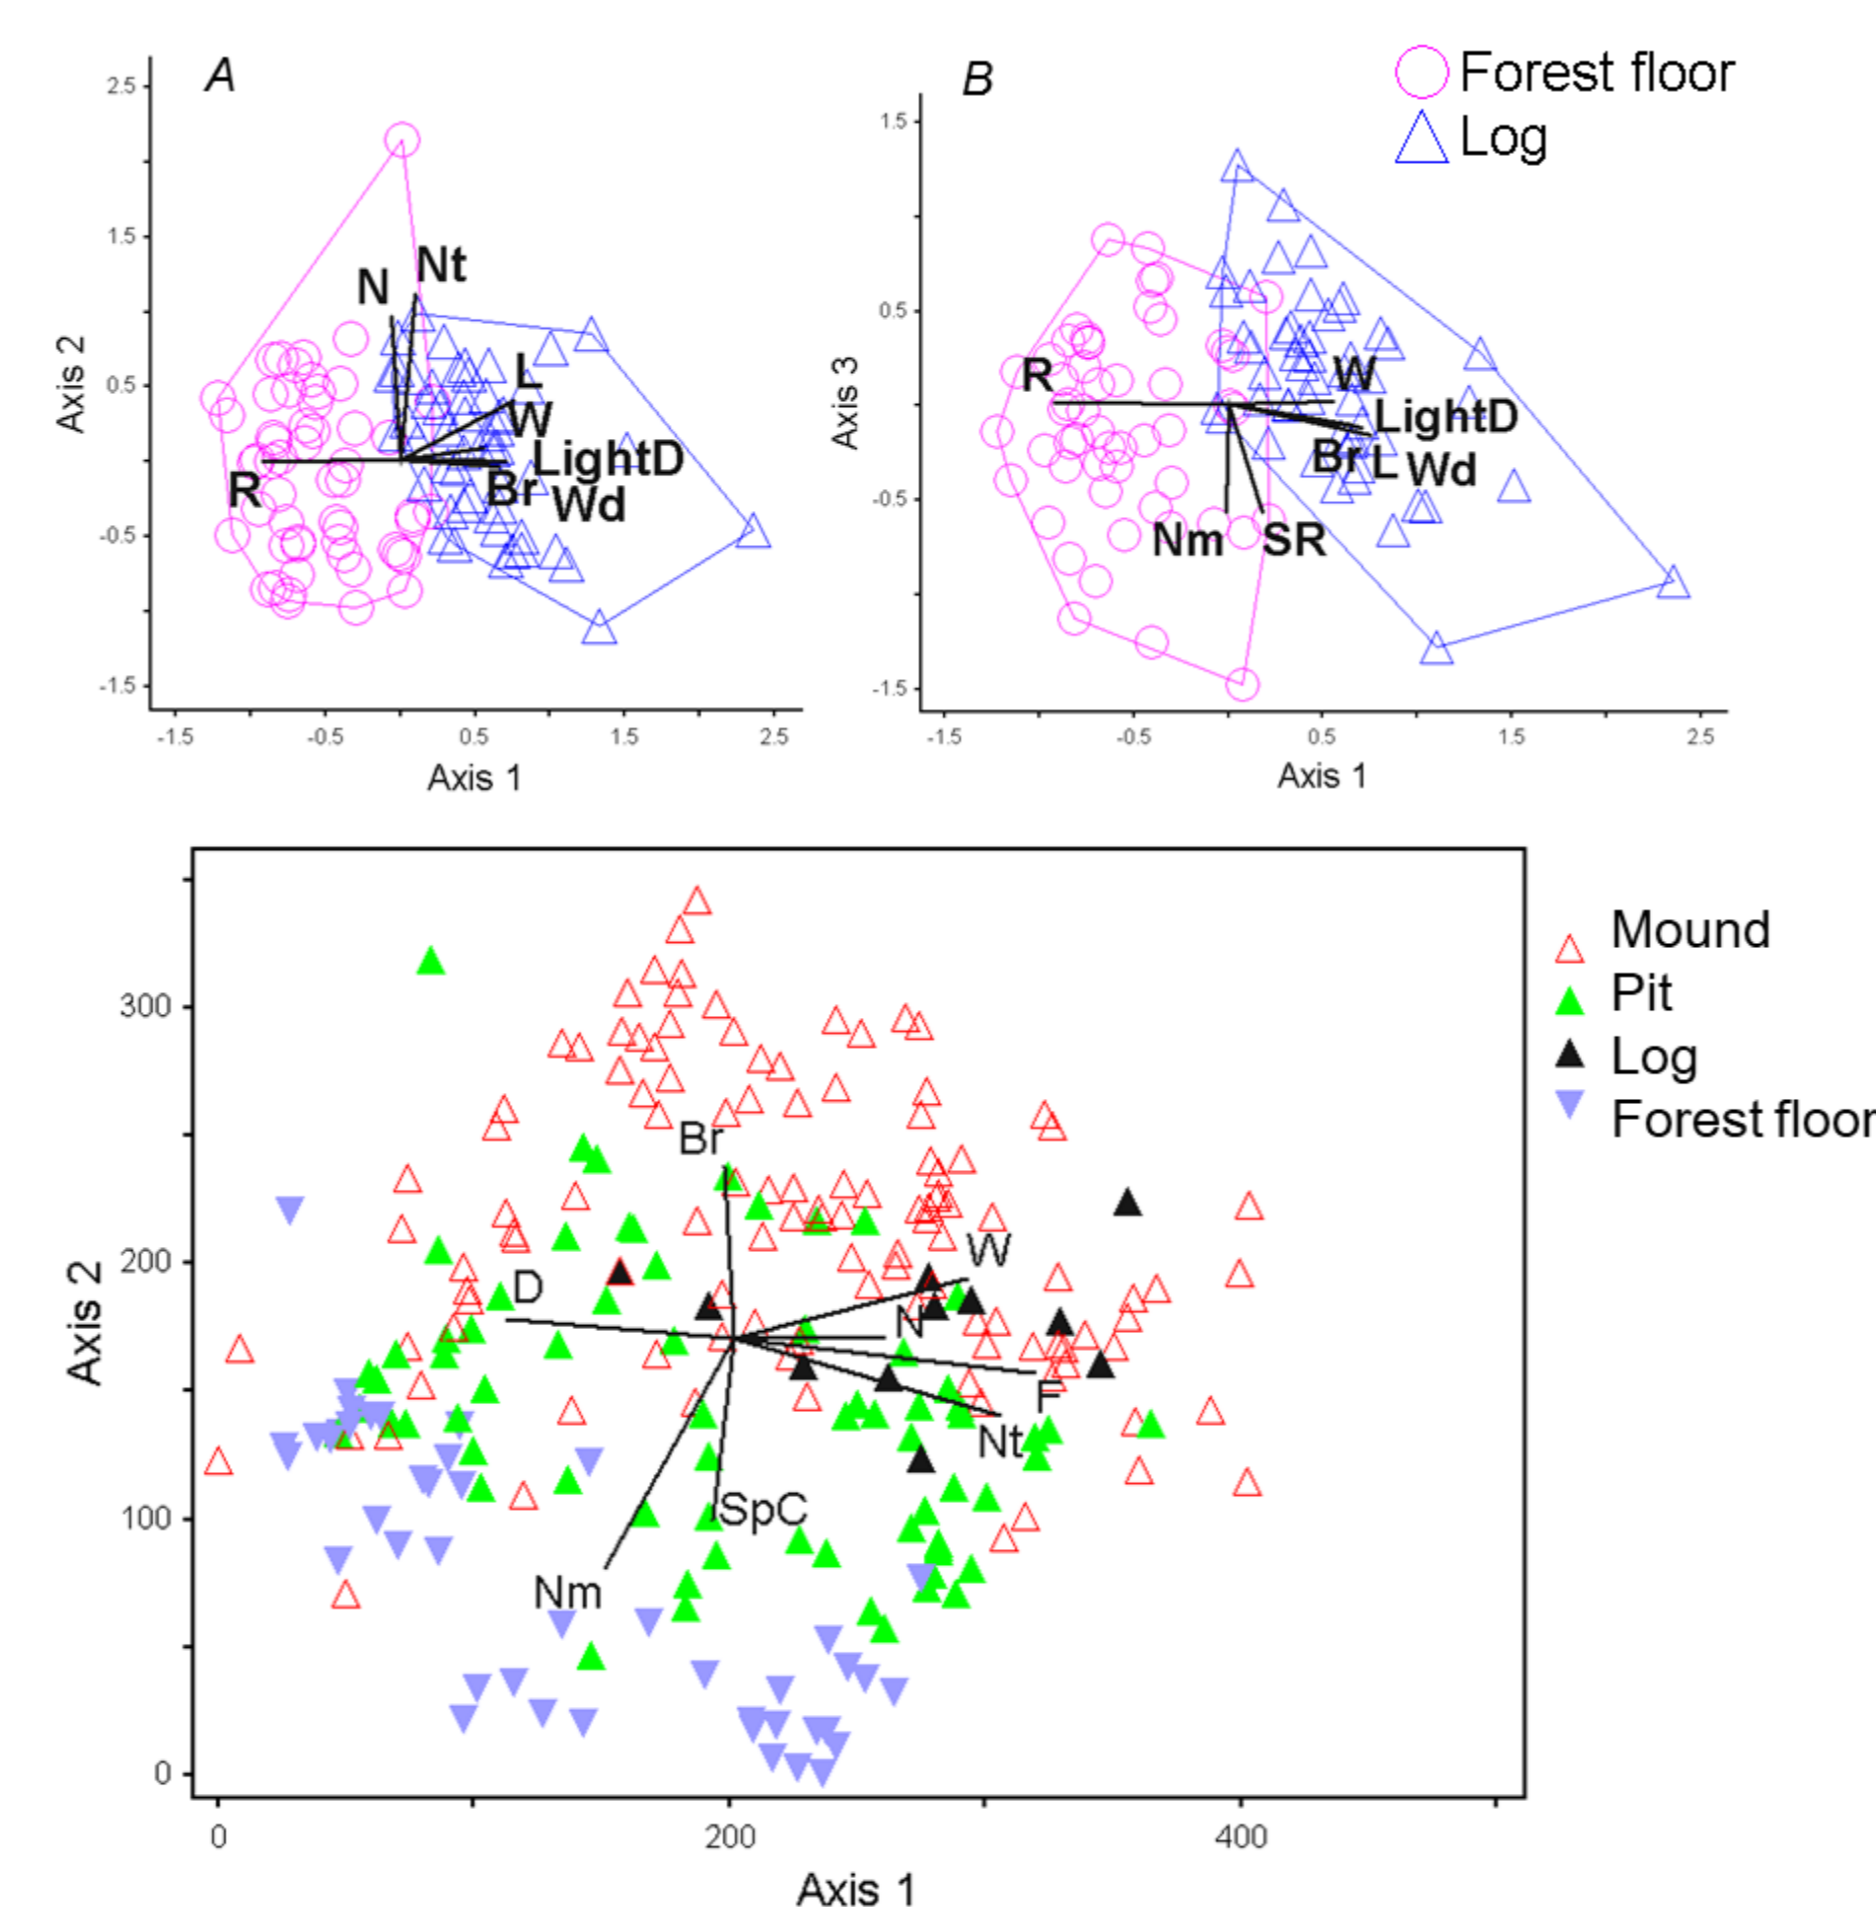 A
2.5
1.5
0.5
-0.5
-1.5
Axis 2
N
Nt
L
W
LightD
R
Br
Wd
-1.5
-0.5
0.5
1.5
2.5
Axis 1
B
Forest floor
Log
1.5
0.5
-0.5
-1.5
Axis 3
R
W
LightD
Br
L
Wd
Nm
SR
-1.5
-0.5
0.5
1.5
2.5
Axis 1
Mound
Pit
Log
Forest floor
300
200
100
0
Axis 2
Br
W
D
N
F
Nt
SpC
Nm
0
200
400
Axis 1